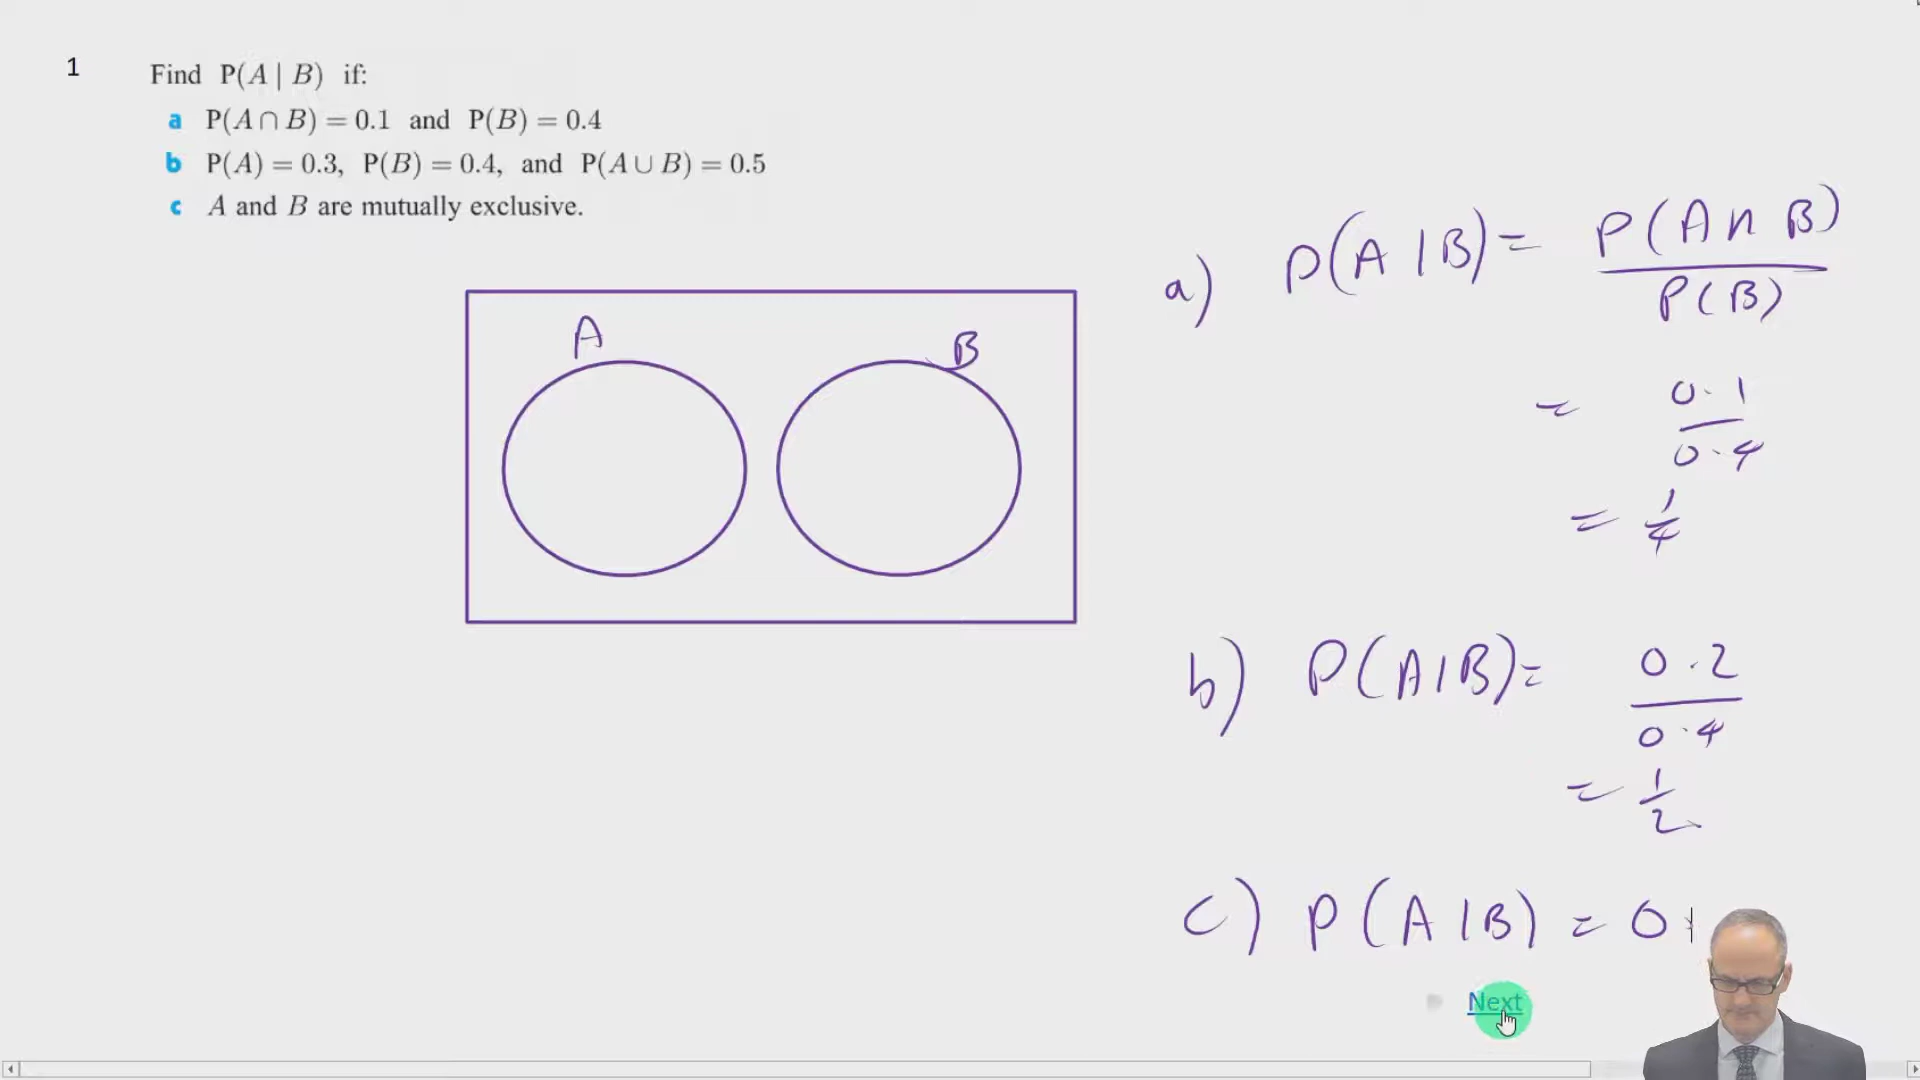 1 Find P(A | B) if:
a P(A ∩ B) = 0.1 and P(B) = 0.4
b P(A) = 0.3, P(B) = 0.4, and P(A ∪ B) = 0.5
c A and B are mutually exclusive.
A
B
a) P(A | B) = P(A ∩ B)
P(B)
= 0.1
0.4
= 1
4
b) P(A | B) = 0.2
0.4
= 1
2
c) P(A | B) = 0
Next